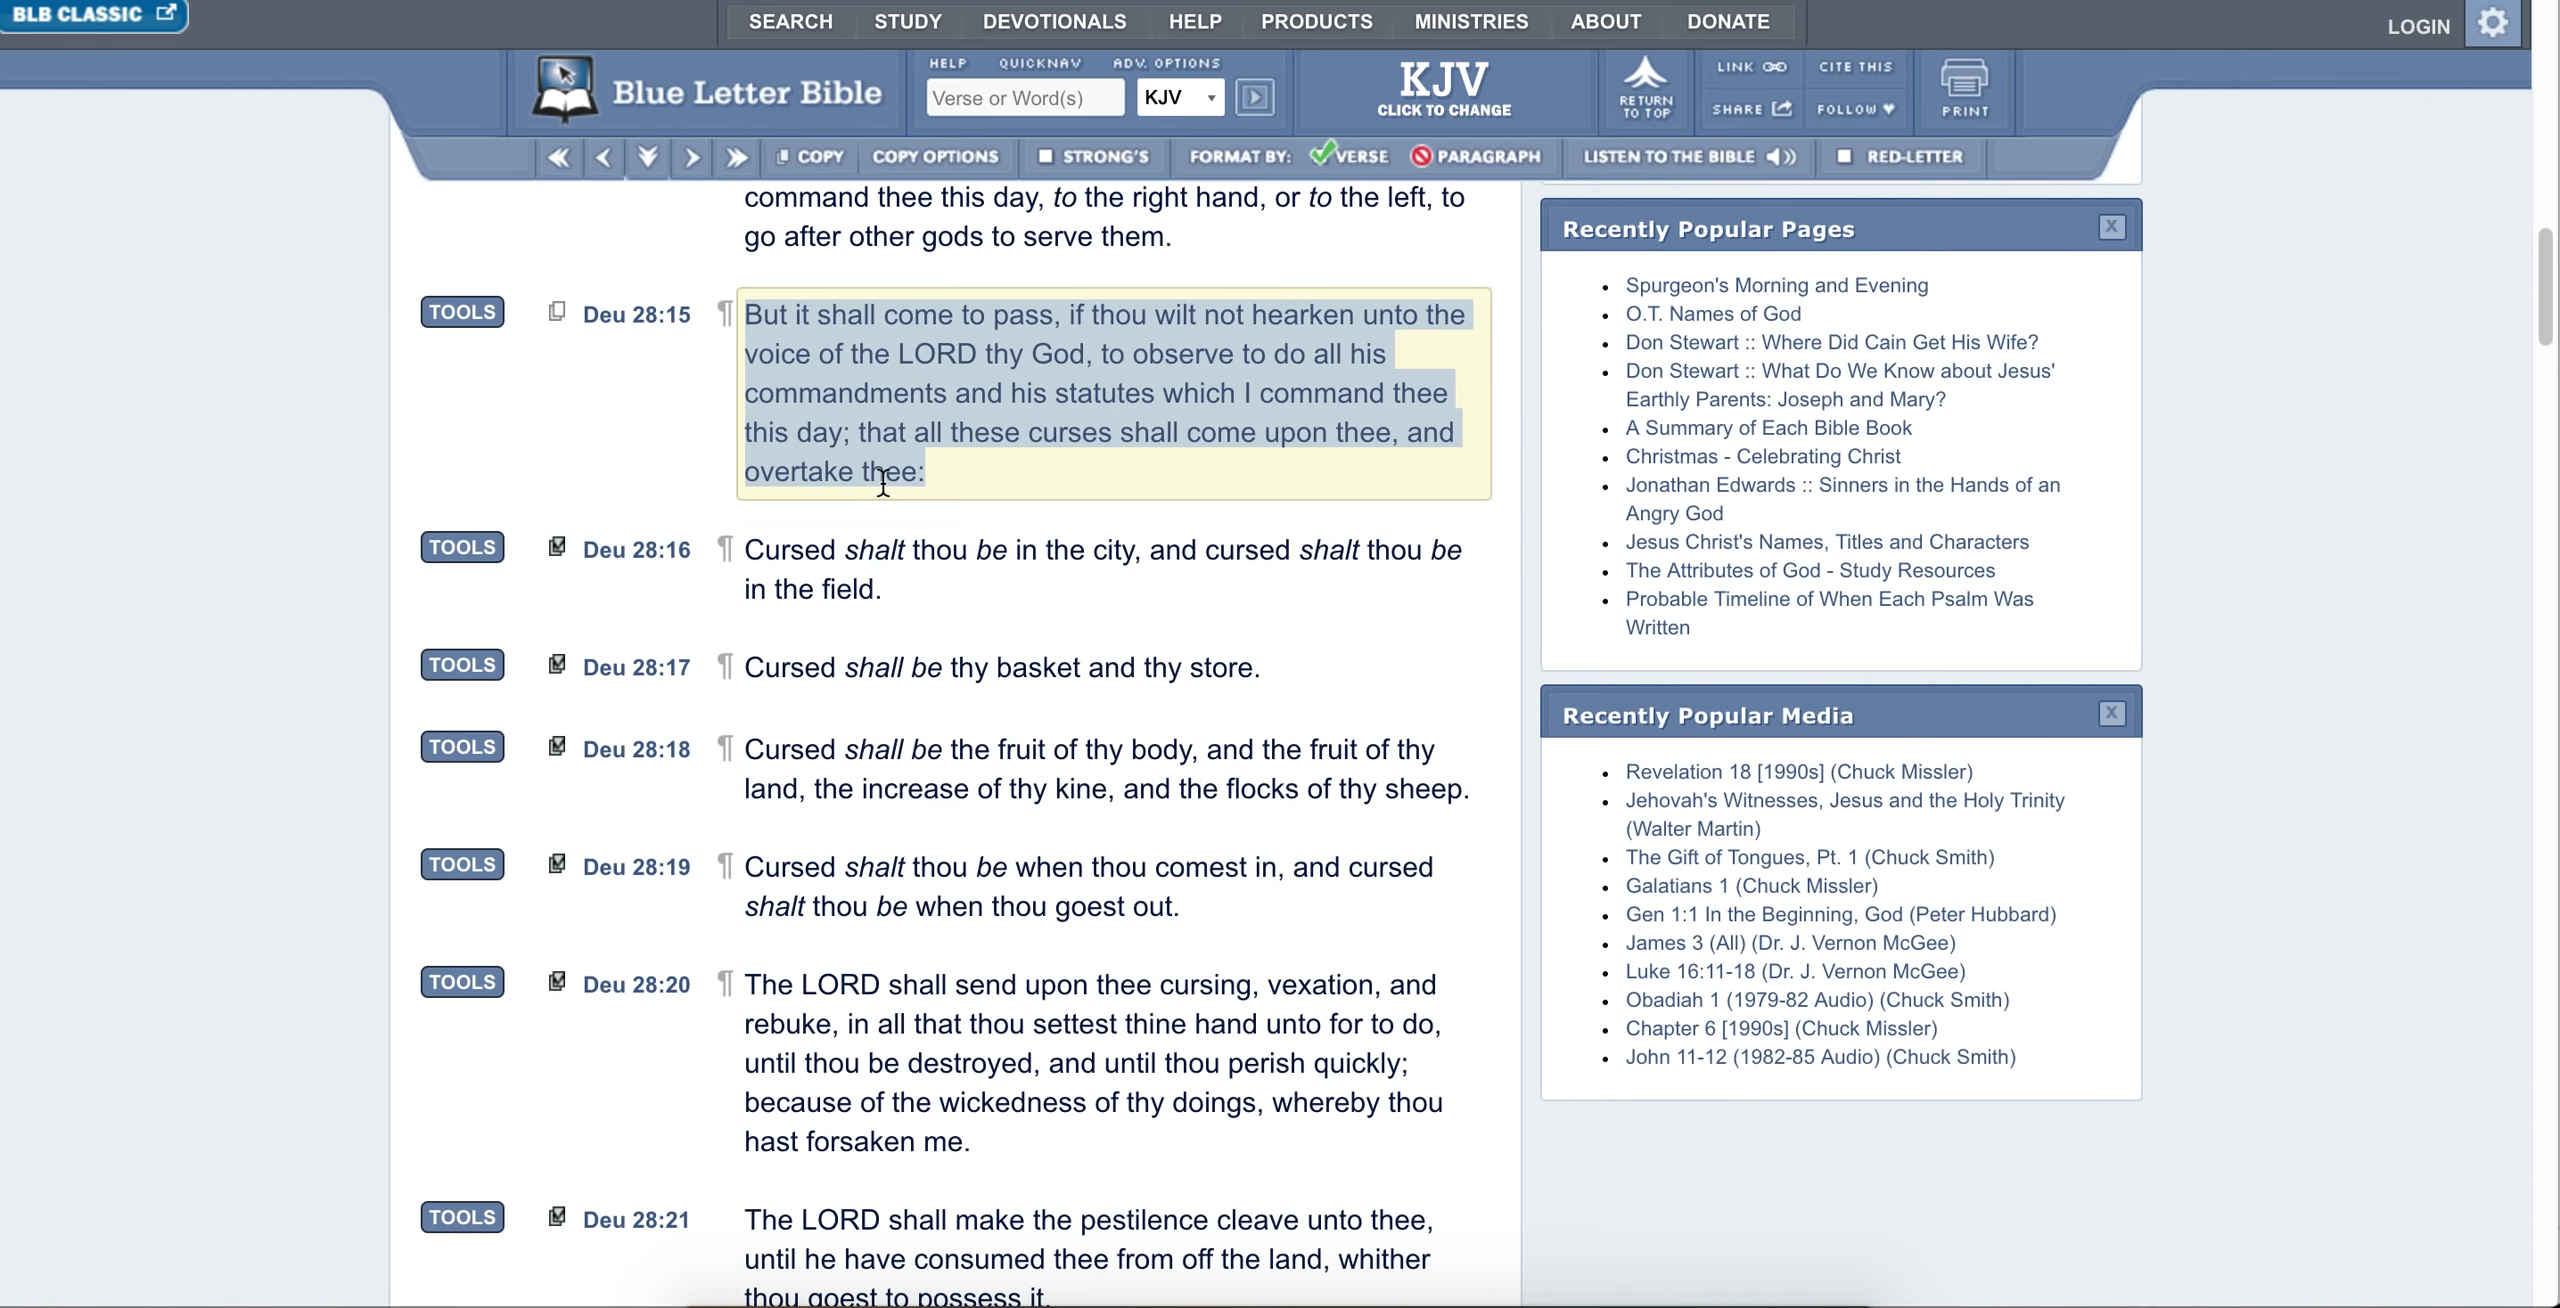 BLB CLASSIC
SEARCH STUDY DEVOTIONALS HELP PRODUCTS MINISTRIES ABOUT DONATE
LOGIN
Blue Letter Bible
HELP QUICKNAV ADV. OPTIONS
Verse or Word(s) KJV
KJV
CLICK TO CHANGE
RETURN
TO TOP
LINK CITE THIS
SHARE FOLLOW
PRINT
COPY COPY OPTIONS STRONG'S FORMAT BY: VERSE PARAGRAPH LISTEN TO THE BIBLE RED-LETTER
command thee this day, to the right hand, or to the left, to
go after other gods to serve them.
TOOLS Deu 28:15 ¶ But it shall come to pass, if thou wilt not hearken unto the
voice of the LORD thy God, to observe to do all his
commandments and his statutes which I command thee
this day; that all these curses shall come upon thee, and
overtake thee:
TOOLS Deu 28:16 ¶ Cursed shalt thou be in the city, and cursed shalt thou be
in the field.
TOOLS Deu 28:17 ¶ Cursed shall be thy basket and thy store.
TOOLS Deu 28:18 ¶ Cursed shall be the fruit of thy body, and the fruit of thy
land, the increase of thy kine, and the flocks of thy sheep.
TOOLS Deu 28:19 ¶ Cursed shalt thou be when thou comest in, and cursed
shalt thou be when thou goest out.
TOOLS Deu 28:20 ¶ The LORD shall send upon thee cursing, vexation, and
rebuke, in all that thou settest thine hand unto for to do,
until thou be destroyed, and until thou perish quickly;
because of the wickedness of thy doings, whereby thou
hast forsaken me.
TOOLS Deu 28:21 The LORD shall make the pestilence cleave unto thee,
until he have consumed thee from off the land, whither
thou goest to possess it.
Recently Popular Pages X
Spurgeon's Morning and Evening
O.T. Names of God
Don Stewart :: Where Did Cain Get His Wife?
Don Stewart :: What Do We Know about Jesus'
Earthly Parents: Joseph and Mary?
A Summary of Each Bible Book
Christmas - Celebrating Christ
Jonathan Edwards :: Sinners in the Hands of an
Angry God
Jesus Christ's Names, Titles and Characters
The Attributes of God - Study Resources
Probable Timeline of When Each Psalm Was
Written
Recently Popular Media X
Revelation 18 [1990s] (Chuck Missler)
Jehovah's Witnesses, Jesus and the Holy Trinity
(Walter Martin)
The Gift of Tongues, Pt. 1 (Chuck Smith)
Galatians 1 (Chuck Missler)
Gen 1:1 In the Beginning, God (Peter Hubbard)
James 3 (All) (Dr. J. Vernon McGee)
Luke 16:11-18 (Dr. J. Vernon McGee)
Obadiah 1 (1979-82 Audio) (Chuck Smith)
Chapter 6 [1990s] (Chuck Missler)
John 11-12 (1982-85 Audio) (Chuck Smith)